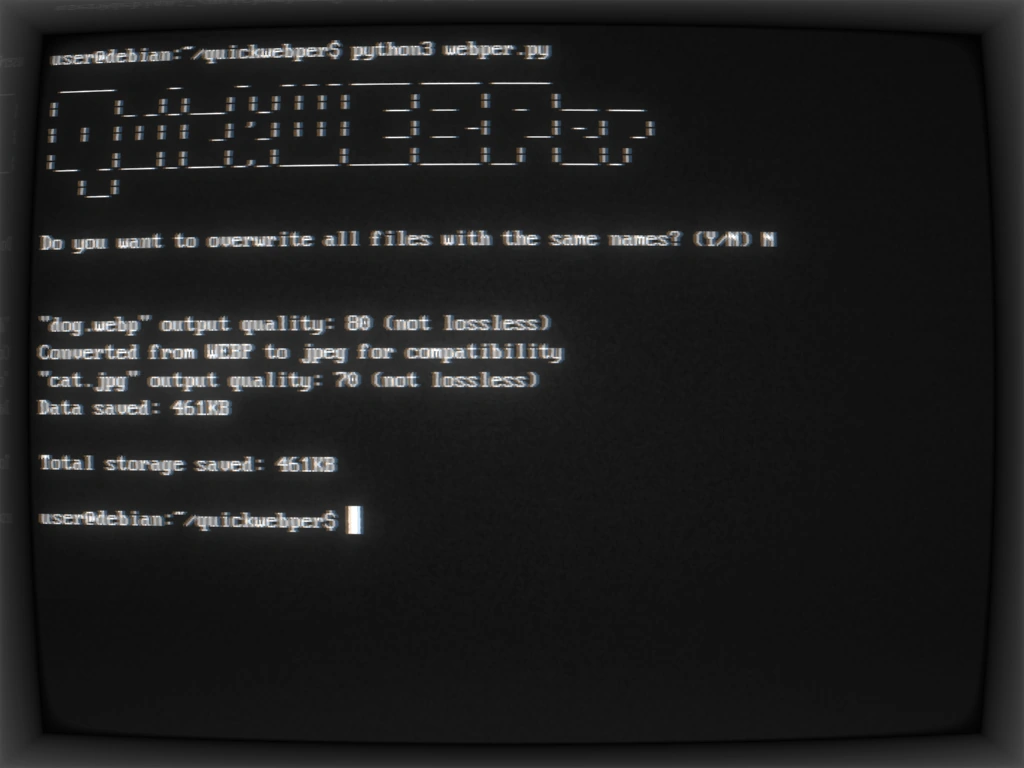 user@debian:~/quickwebper$ python3 webper.py
Do you want to overwrite all files with the same names? (Y/N) N
"dog.webp" output quality: 80 (not lossless)
Converted from WEBP to jpeg for compatibility
"cat.jpg" output quality: 70 (not lossless)
Data saved: 461KB
Total storage saved: 461KB
user@debian:~/quickwebper$